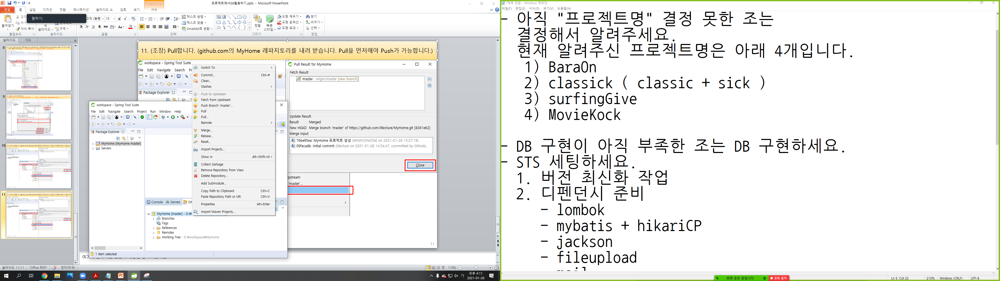 프로젝트에서Git활용하기.pptx - Microsoft PowerPoint
그리기 도구
파일 홈 삽입 디자인 전환 애니메이션 슬라이드 쇼 검토 보기 서식
말하기:
붙여넣기
서식 복사
새
슬라이드
구역
15
텍스트 방향
텍스트 맞춤
SmartArt로 변환
정렬
빠른
스타일
도형 채우기
도형 윤곽선
도형 효과
찾기
바꾸기
선택
클립보드 슬라이드 글꼴 단락 그리기 편집
슬라이드 개요
8
9
10
11
11. (조장) Pull합니다. (github.com의 MyHome 레파지토리를 내려 받습니다. Pull을 먼저해야 Push가 가능합니다.)
workspace - Spring Tool Suite
File Edit Navigate Search
Package Explorer
Switch To
Commit... Ctrl+#
Clean...
Stashes
Push to Upstream
Fetch from Upstream
Push Branch 'master'...
Pull
Pull...
Remote
Merge...
Rebase...
Reset...
Import Projects...
Show In Alt+Shift+W
Collect Garbage
Remove Repository from View
Delete Repository...
Add Submodule...
Copy Path to Clipboard Ctrl+C
Paste Repository Path or URI Ctrl+V
Properties Alt+Enter
Import Maven Projects...
Pull Result for MyHome
Fetch Result
master : origin/master [new branch]
Update Result
Result Merged
New HEAD Merge branch 'master' of https://github.com/itlecture/MyHome.git [8361e62]
Merge input
76be95ea: MyHome 프로젝트 생성 (MINKYONGTAE on 2021-01-26 15:27:19)
09facadb: Initial commit (itlecture on 2021-01-26 14:54:47, committed by GitHub)
Close
pstream
'master'...
11
workspace - Spring Tool Suite
File Edit Navigate Search Project Run Window Help
Package Explorer
MyHome [MyHome master]
Servers
Console Servers Git
MyHome [master] - D:₩
Branches
Tags
References
Remotes
Working Tree - D:₩workspace₩MyHome
1 item selected
슬라이드 11/11 "Office 테마" 영어(미국) 110%
가 오후 4:11
2021-01-26
*제목 없음 - Windows 메모장
파일(F) 편집(E) 서식(O) 보기(V) 도움말(H)
- 아직 "프로젝트명" 결정 못한 조는
결정해서 알려주세요.
현재 알려주신 프로젝트명은 아래 4개입니다.
1) BaraOn
2) classick ( classic + sick )
3) surfingGive
4) MovieKock
- DB 구현이 아직 부족한 조는 DB 구현하세요.
- STS 세팅하세요.
1. 버전 최신화 작업
2. 디펜던시 준비
- lombok
- mybatis + hikariCP
- jackson
- fileupload
- mail
화면 공유 중입니다 공유 중지
Ln 5, Col 22 210% Windows (CRLF) UTF-8